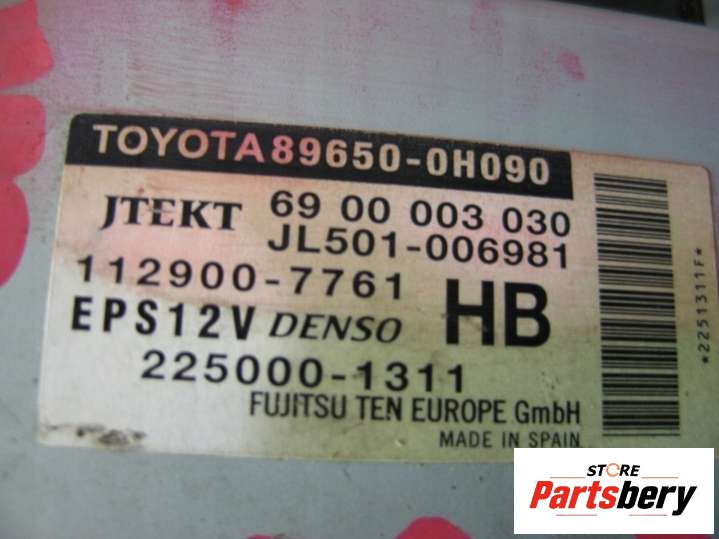 TOYOTA 89650-0H090
JTEKT 69 00 003 030
JL501-006981
112900-7761 HB
EPS12V DENSO
225000-1311
FUJITSU TEN EUROPE GmbH
MADE IN SPAIN
*2251311F*
STORE
Partsbery